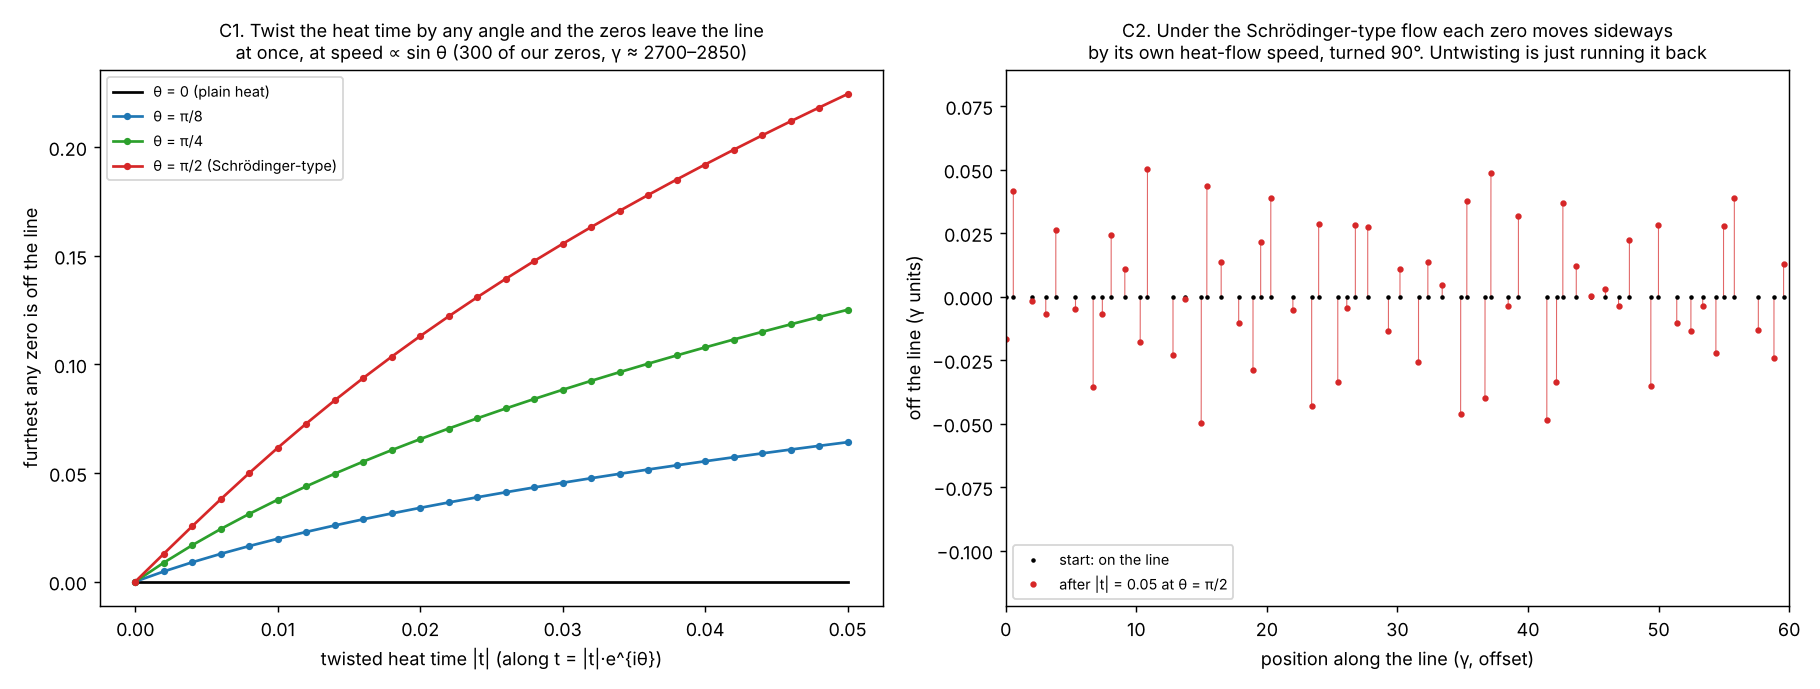 C1. Twist the heat time by any angle and the zeros leave the line
at once, at speed ∝ sin θ (300 of our zeros, γ ≈ 2700–2850)
θ = 0 (plain heat)
θ = π/8
θ = π/4
θ = π/2 (Schrödinger-type)
furthest any zero is off the line
0.20
0.15
0.10
0.05
0.00
0.00 0.01 0.02 0.03 0.04 0.05
twisted heat time |t| (along t = |t|·e^{iθ})
C2. Under the Schrödinger-type flow each zero moves sideways
by its own heat-flow speed, turned 90°. Untwisting is just running it back
off the line (γ units)
0.075
0.050
0.025
0.000
−0.025
−0.050
−0.075
−0.100
start: on the line
after |t| = 0.05 at θ = π/2
0 10 20 30 40 50 60
position along the line (γ, offset)